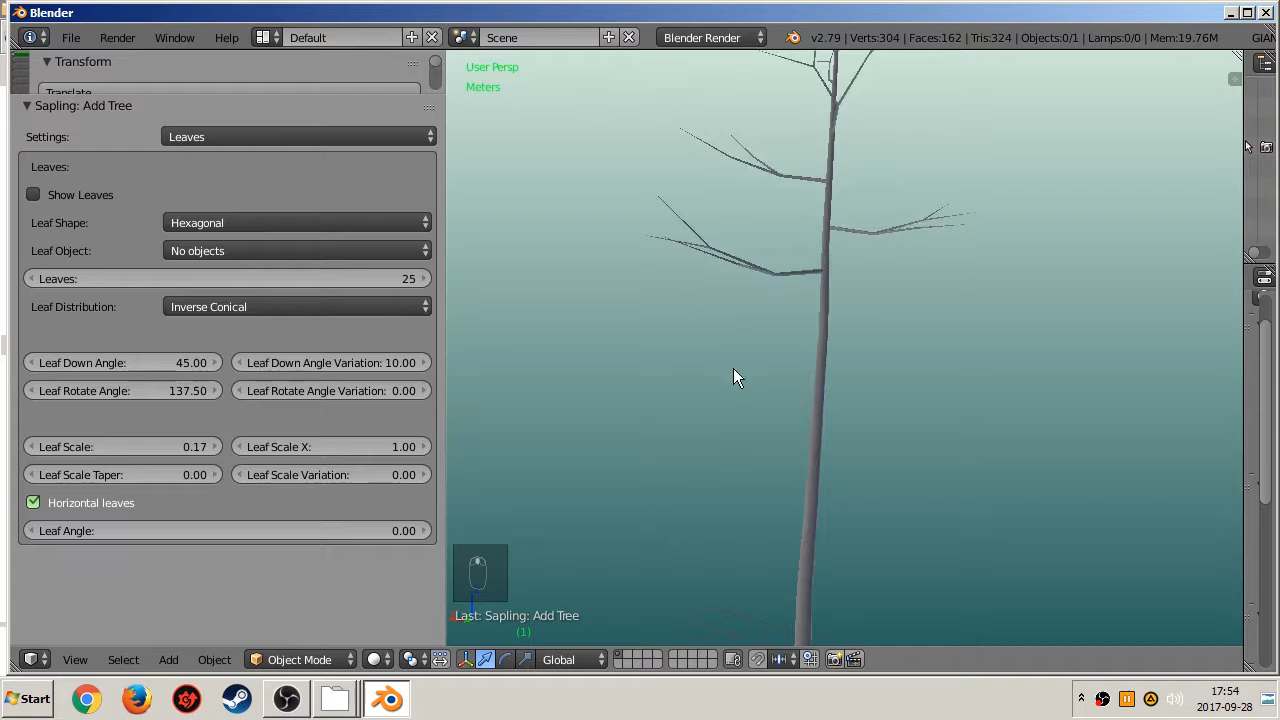 Blender
File Render Window Help Default Scene Blender Render v2.79 | Verts:304 | Faces:162 | Tris:324 | Objects:0/1 | Lamps:0/0 | Mem:19.76M
Transform
Translate
Sapling: Add Tree
Settings: Leaves
Leaves:
Show Leaves
Leaf Shape: Hexagonal
Leaf Object: No objects
Leaves: 25
Leaf Distribution: Inverse Conical
Leaf Down Angle: 45.00 Leaf Down Angle Variation: 10.00
Leaf Rotate Angle: 137.50 Leaf Rotate Angle Variation: 0.00
Leaf Scale: 0.17 Leaf Scale X: 1.00
Leaf Scale Taper: 0.00 Leaf Scale Variation: 0.00
Horizontal leaves
Leaf Angle: 0.00
User Persp
Meters
Last: Sapling: Add Tree
(1)
View Select Add Object Object Mode Global
Start
17:54
2017-09-28